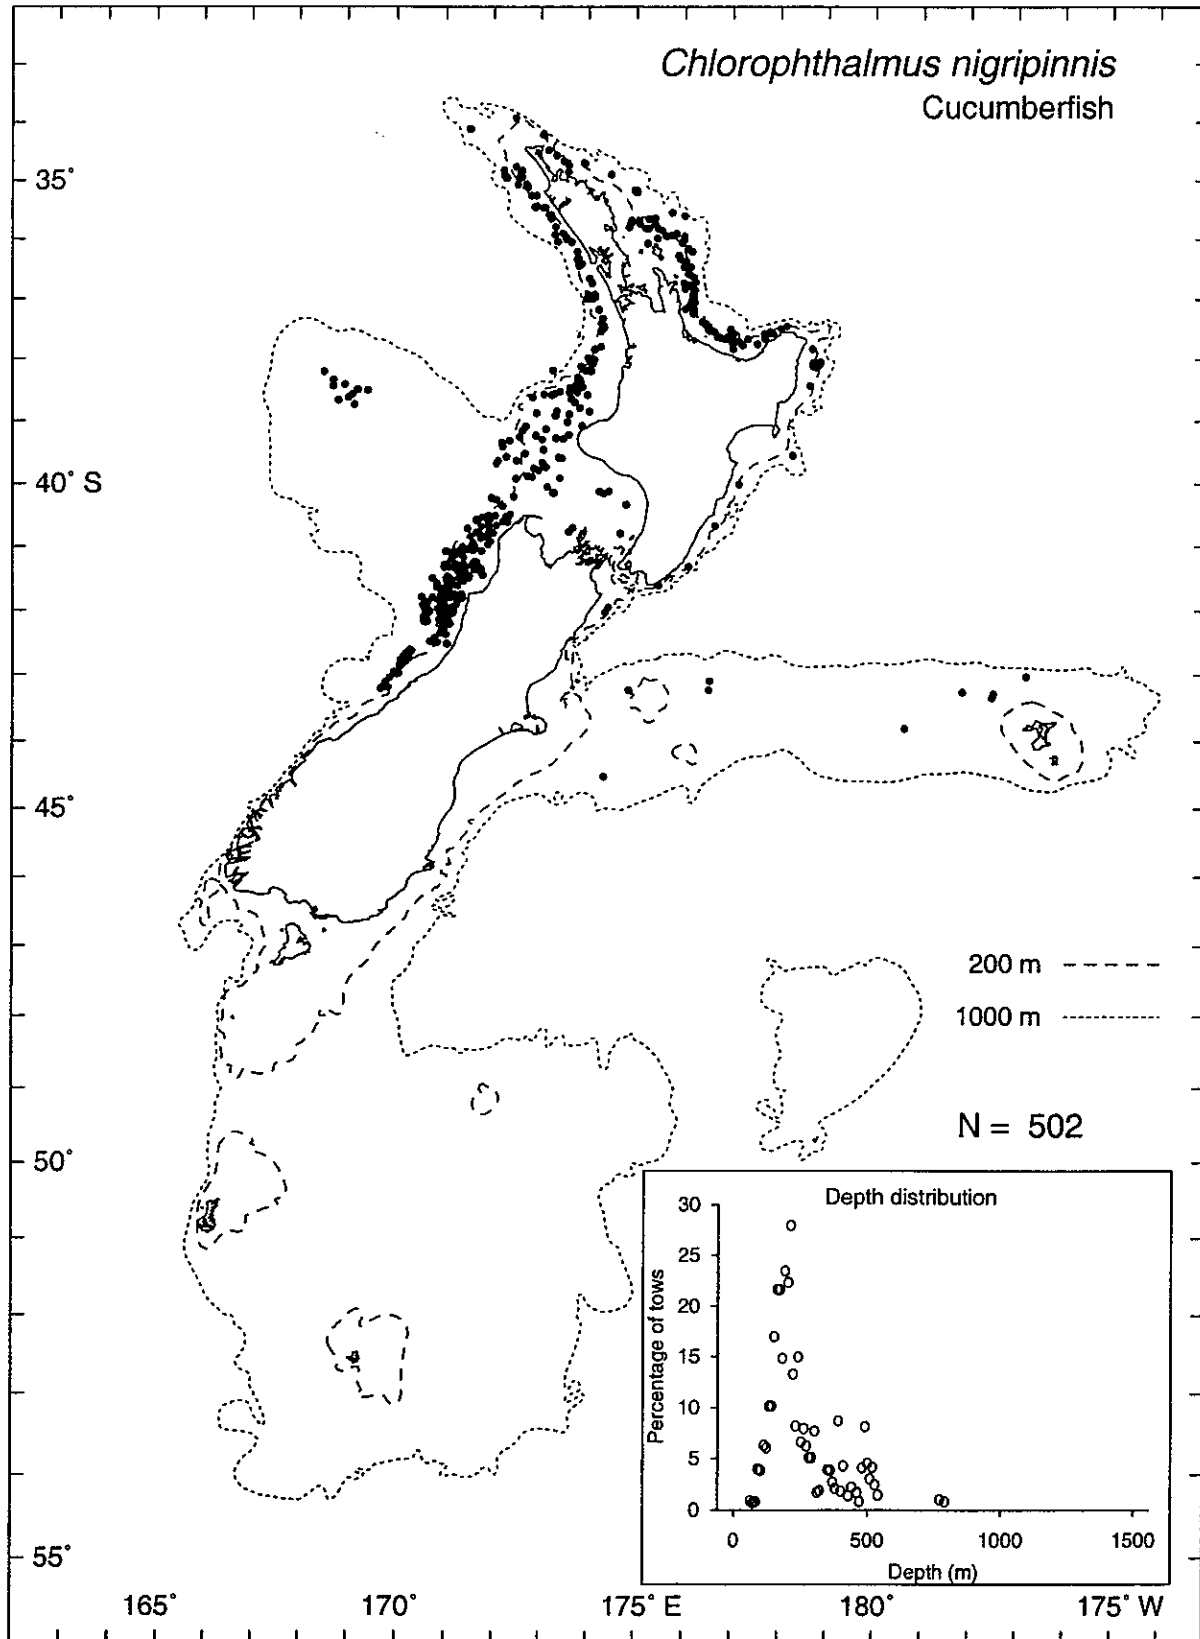 Chlorophthalmus nigripinnis
Cucumberfish
35°
40° S
45°
200 m
1000 m
N = 502
50°
Depth distribution
30
25
20
15
10
5
0
Percentage of tows
0 500 1000 1500
Depth (m)
55°
165° 170° 175° E 180° 175° W